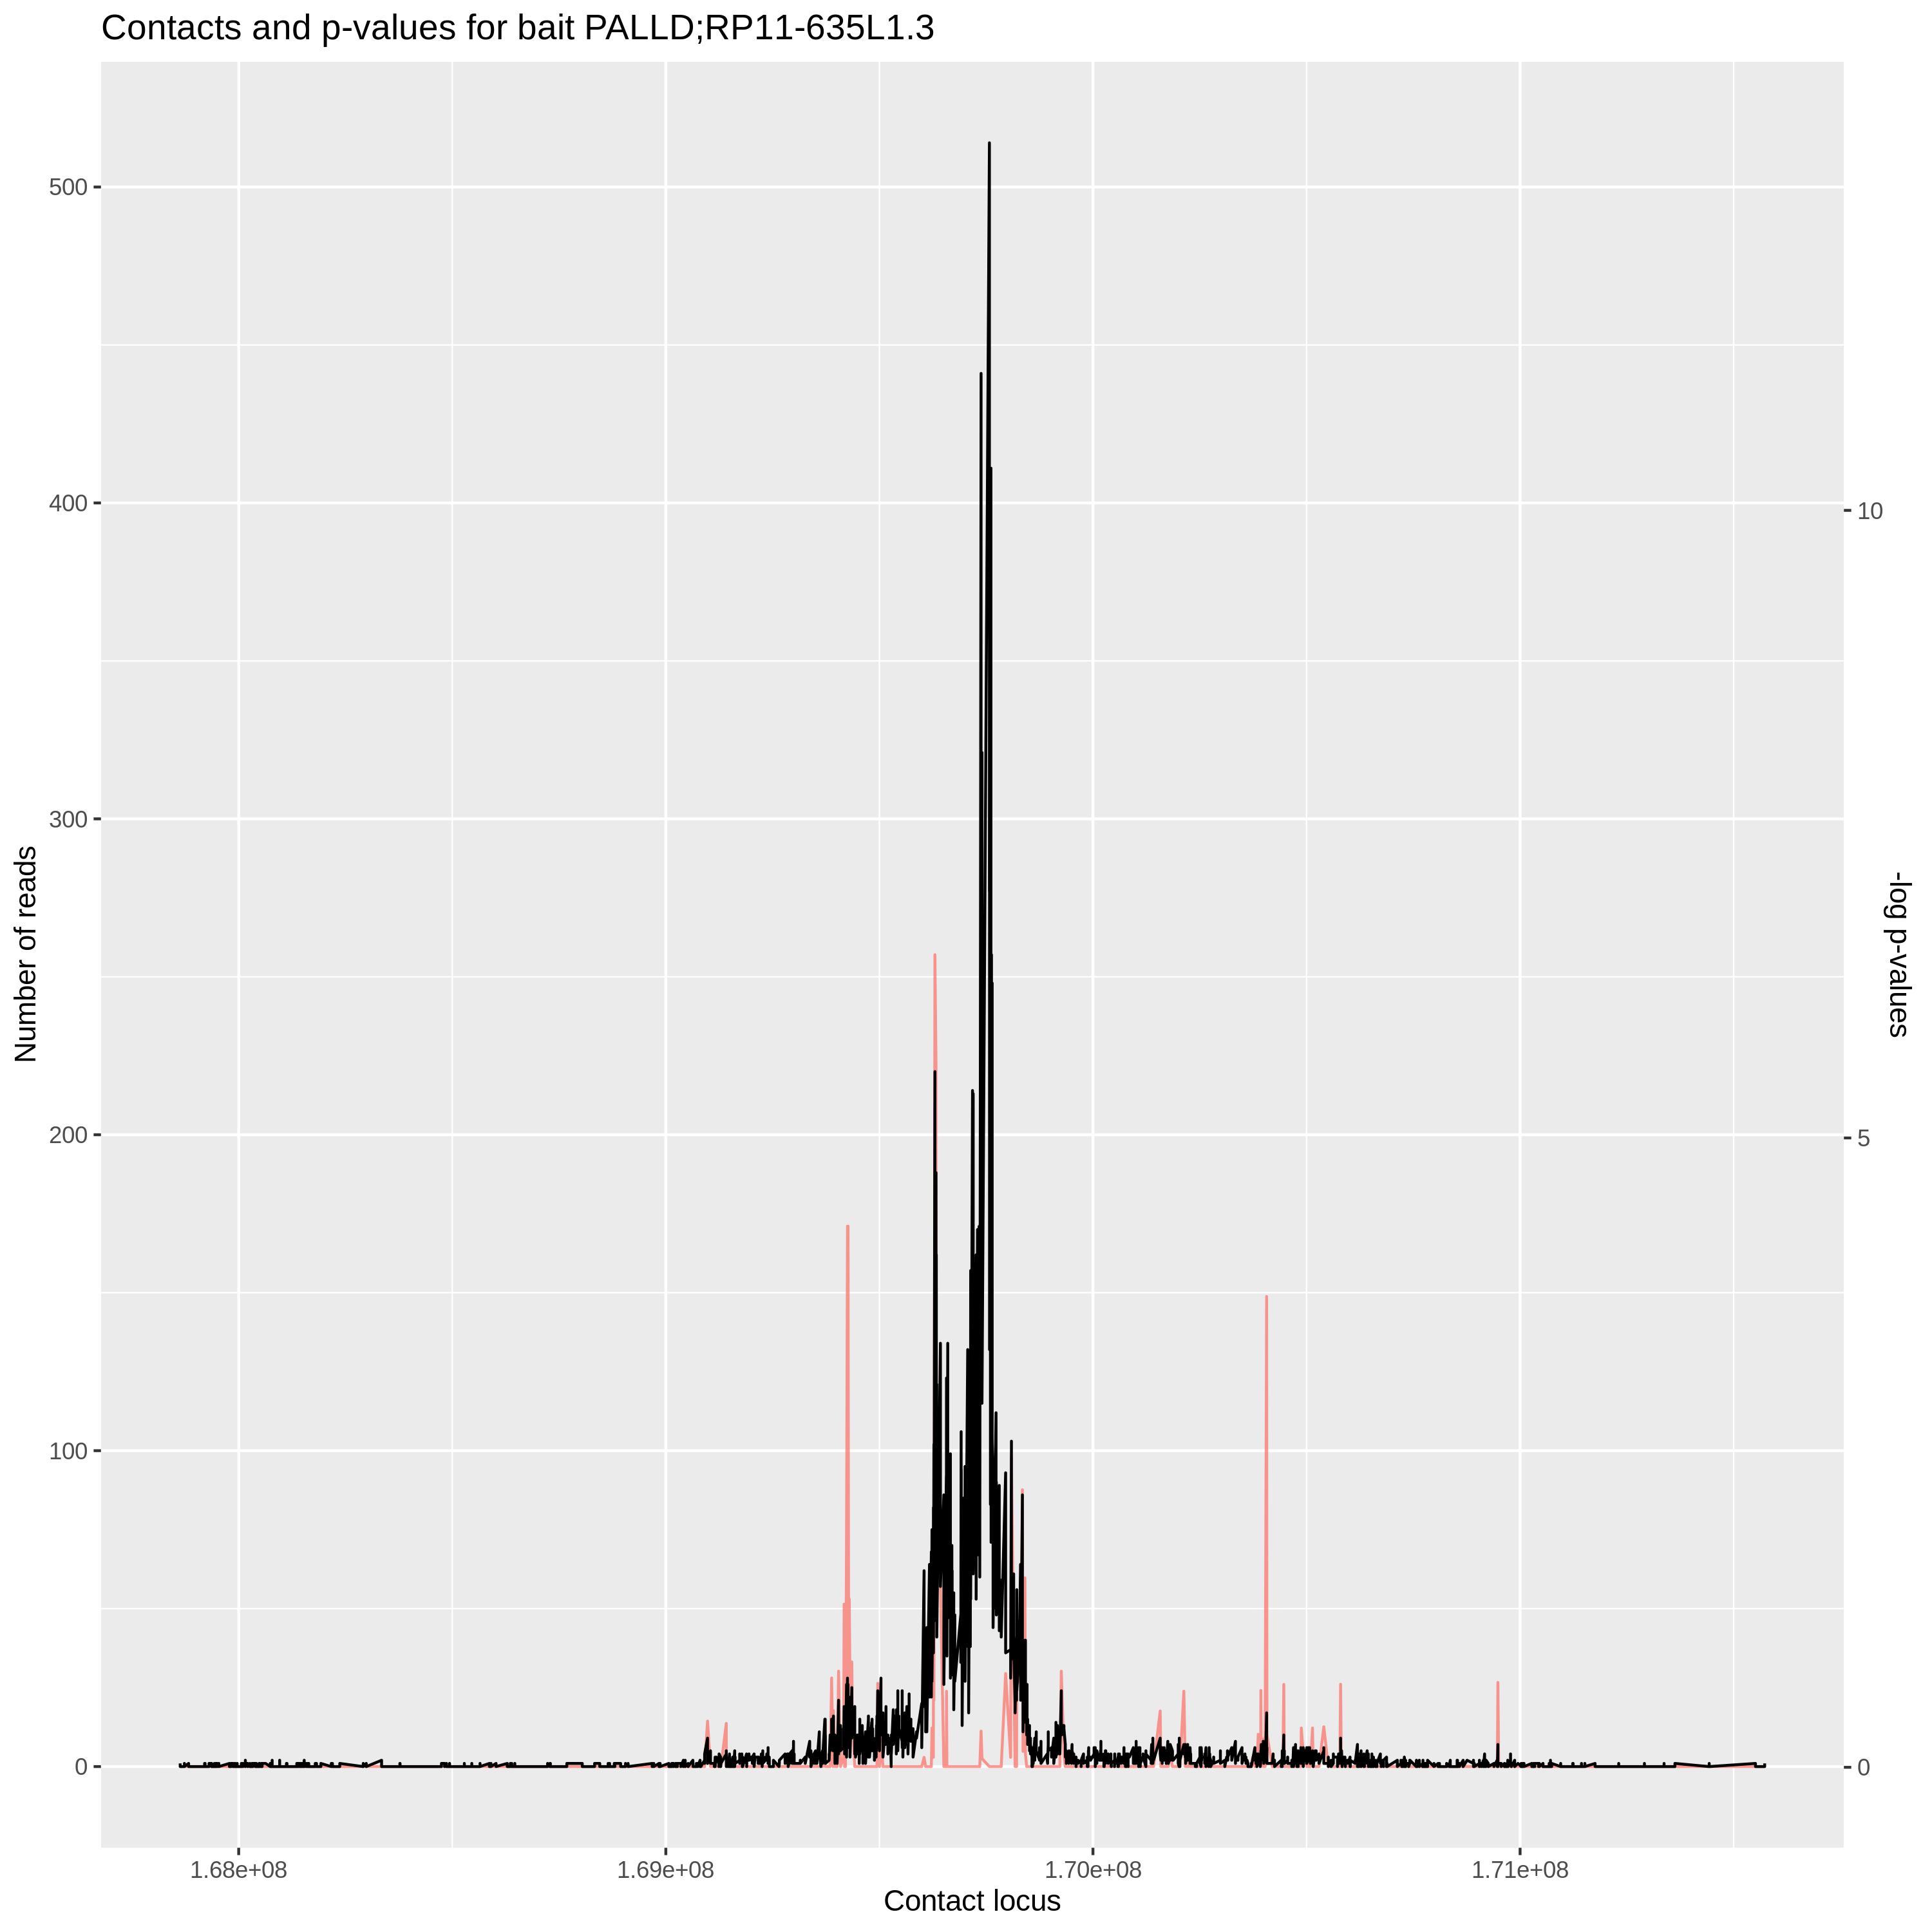 Contacts and p-values for bait PALLD;RP11-635L1.3
500
400
300
200
100
0
Number of reads
10
5
0
-log p-values
1.68e+08
1.69e+08
1.70e+08
1.71e+08
Contact locus